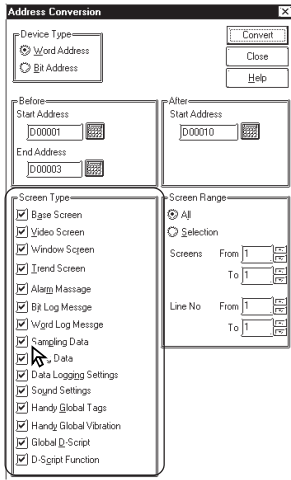 Address Conversion
Device Type
Word Address
Bit Address
Convert
Close
Help
Before
Start Address
D00001
End Address
D00003
After
Start Address
D00010
Screen Type
Base Screen
Video Screen
Window Screen
Trend Screen
Alarm Massage
Bit Log Messge
Word Log Messge
Sampling Data
Data
Data Logging Settings
Sound Settings
Handy Global Tags
Handy Global Vibration
Global D-Script
D-Script Function
Screen Range
All
Selection
Screens From 1
To 1
Line No From 1
To 1